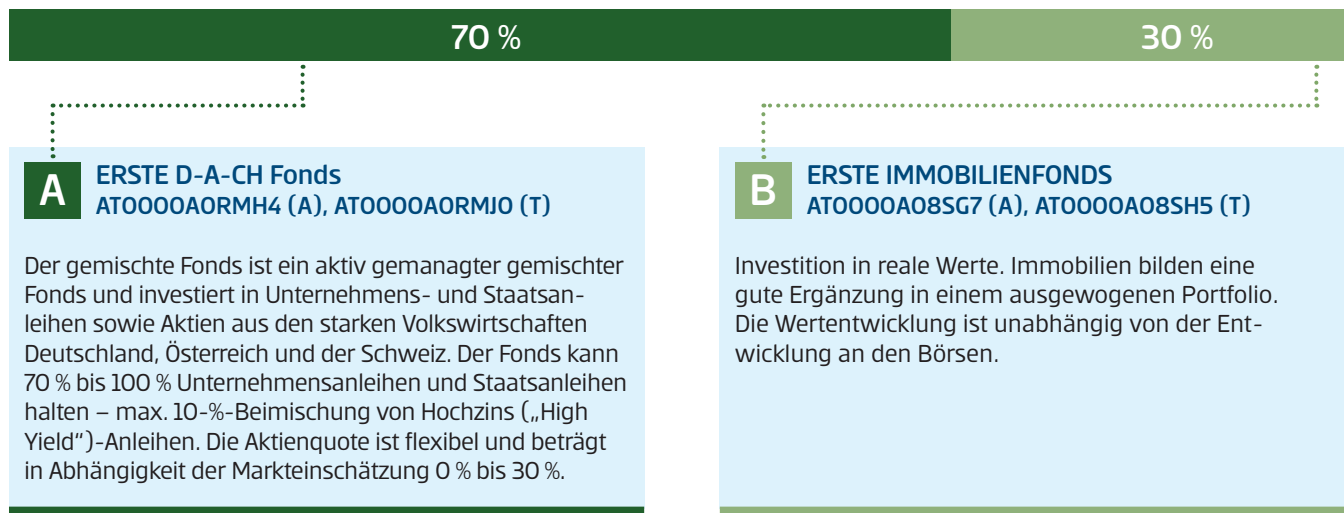 70 %
30 %
A
ERSTE D-A-CH Fonds
AT0000A0RMH4 (A), AT0000A0RMJ0 (T)
Der gemischte Fonds ist ein aktiv gemanagter gemischter
Fonds und investiert in Unternehmens- und Staatsan-
leihen sowie Aktien aus den starken Volkswirtschaften
Deutschland, Österreich und der Schweiz. Der Fonds kann
70 % bis 100 % Unternehmensanleihen und Staatsanleihen
halten – max. 10-%-Beimischung von Hochzins („High
Yield“)-Anleihen. Die Aktienquote ist flexibel und beträgt
in Abhängigkeit der Markteinschätzung 0 % bis 30 %.
B
ERSTE IMMOBILIENFONDS
AT0000A08SG7 (A), AT0000A08SH5 (T)
Investition in reale Werte. Immobilien bilden eine
gute Ergänzung in einem ausgewogenen Portfolio.
Die Wertentwicklung ist unabhängig von der Ent-
wicklung an den Börsen.